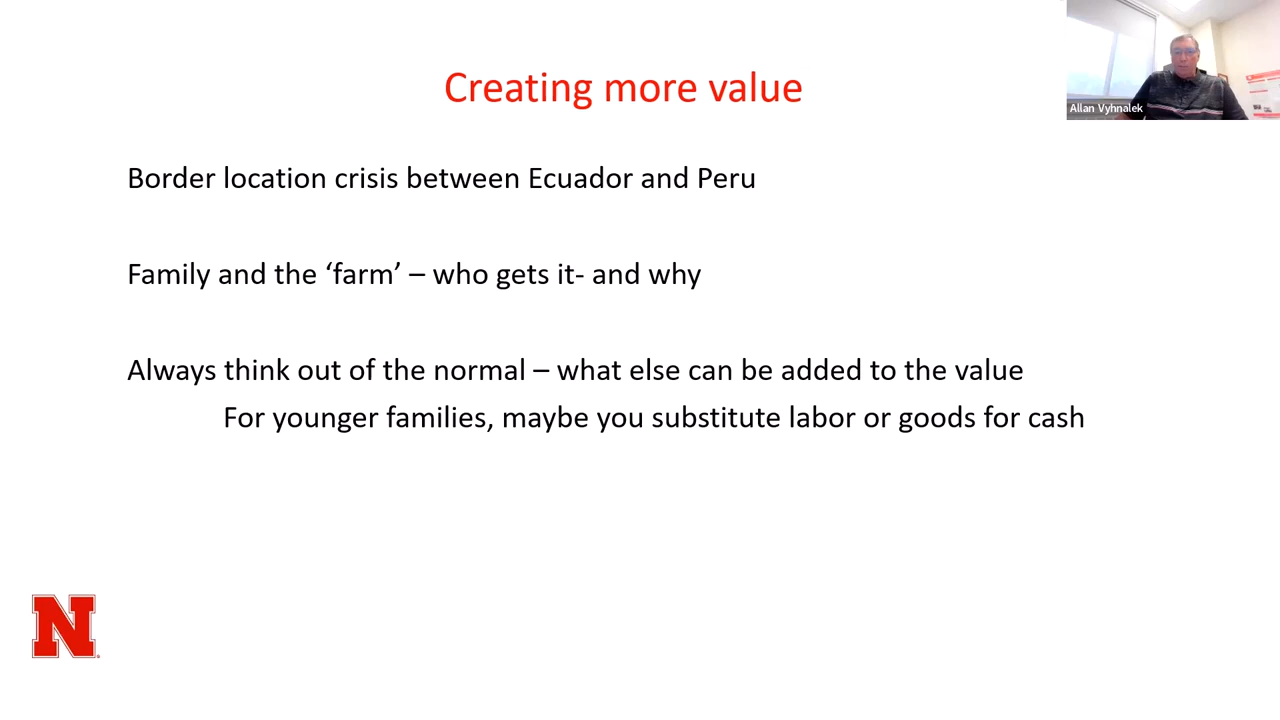 Creating more value
Allan Vyhnalek
Border location crisis between Ecuador and Peru
Family and the ‘farm’ – who gets it- and why
Always think out of the normal – what else can be added to the value
For younger families, maybe you substitute labor or goods for cash
N